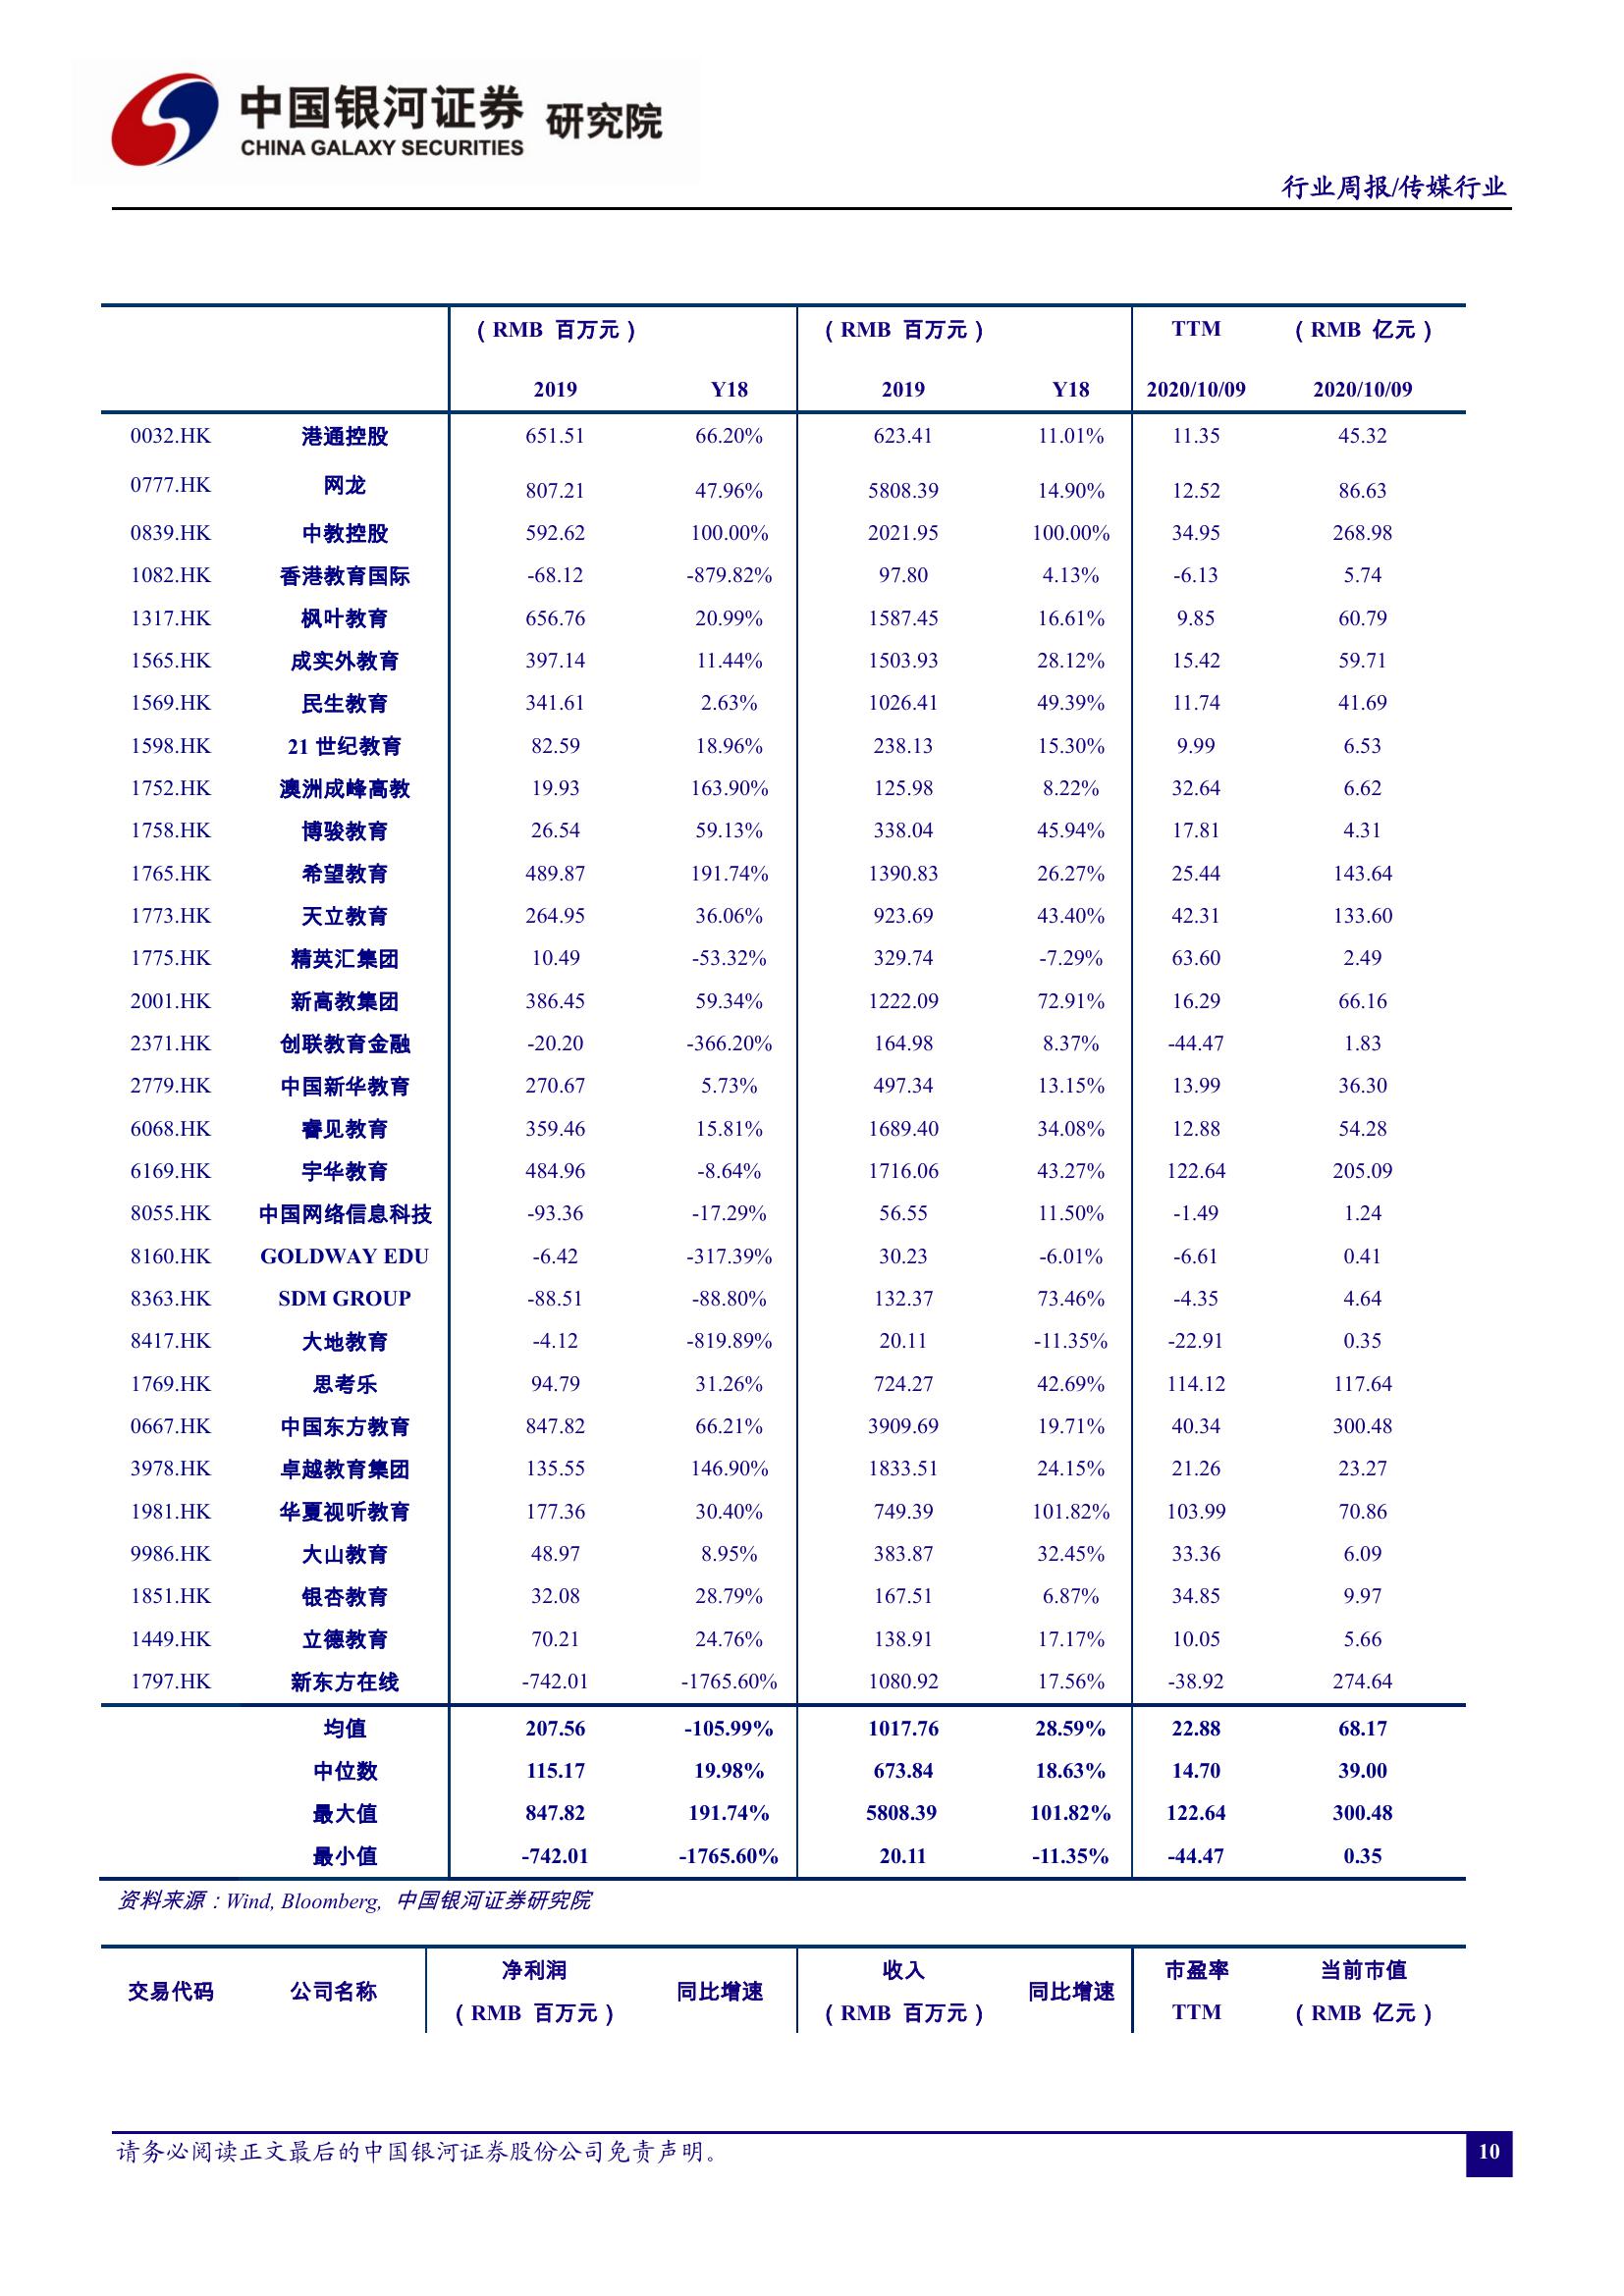 中国银河证券 研究院
CHINA GALAXY SECURITIES
行业周报/传媒行业
(RMB 百万元) (RMB 百万元) TTM (RMB 亿元)
2019 Y18 2019 Y18 2020/10/09 2020/10/09
0032.HK 港通控股 651.51 66.20% 623.41 11.01% 11.35 45.32
0777.HK 网龙 807.21 47.96% 5808.39 14.90% 12.52 86.63
0839.HK 中教控股 592.62 100.00% 2021.95 100.00% 34.95 268.98
1082.HK 香港教育国际 -68.12 -879.82% 97.80 4.13% -6.13 5.74
1317.HK 枫叶教育 656.76 20.99% 1587.45 16.61% 9.85 60.79
1565.HK 成实外教育 397.14 11.44% 1503.93 28.12% 15.42 59.71
1569.HK 民生教育 341.61 2.63% 1026.41 49.39% 11.74 41.69
1598.HK 21世纪教育 82.59 18.96% 238.13 15.30% 9.99 6.53
1752.HK 澳洲成峰高教 19.93 163.90% 125.98 8.22% 32.64 6.62
1758.HK 博骏教育 26.54 59.13% 338.04 45.94% 17.81 4.31
1765.HK 希望教育 489.87 191.74% 1390.83 26.27% 25.44 143.64
1773.HK 天立教育 264.95 36.06% 923.69 43.40% 42.31 133.60
1775.HK 精英汇集团 10.49 -53.32% 329.74 -7.29% 63.60 2.49
2001.HK 新高教集团 386.45 59.34% 1222.09 72.91% 16.29 66.16
2371.HK 创联教育金融 -20.20 -366.20% 164.98 8.37% -44.47 1.83
2779.HK 中国新华教育 270.67 5.73% 497.34 13.15% 13.99 36.30
6068.HK 睿见教育 359.46 15.81% 1689.40 34.08% 12.88 54.28
6169.HK 宇华教育 484.96 -8.64% 1716.06 43.27% 122.64 205.09
8055.HK 中国网络信息科技 -93.36 -17.29% 56.55 11.50% -1.49 1.24
8160.HK GOLDWAY EDU -6.42 -317.39% 30.23 -6.01% -6.61 0.41
8363.HK SDM GROUP -88.51 -88.80% 132.37 73.46% -4.35 4.64
8417.HK 大地教育 -4.12 -819.89% 20.11 -11.35% -22.91 0.35
1769.HK 思考乐 94.79 31.26% 724.27 42.69% 114.12 117.64
0667.HK 中国东方教育 847.82 66.21% 3909.69 19.71% 40.34 300.48
3978.HK 卓越教育集团 135.55 146.90% 1833.51 24.15% 21.26 23.27
1981.HK 华夏视听教育 177.36 30.40% 749.39 101.82% 103.99 70.86
9986.HK 大山教育 48.97 8.95% 383.87 32.45% 33.36 6.09
1851.HK 银杏教育 32.08 28.79% 167.51 6.87% 34.85 9.97
1449.HK 立德教育 70.21 24.76% 138.91 17.17% 10.05 5.66
1797.HK 新东方在线 -742.01 -1765.60% 1080.92 17.56% -38.92 274.64
均值 207.56 -105.99% 1017.76 28.59% 22.88 68.17
中位数 115.17 19.98% 673.84 18.63% 14.70 39.00
最大值 847.82 191.74% 5808.39 101.82% 122.64 300.48
最小值 -742.01 -1765.60% 20.11 -11.35% -44.47 0.35
资料来源：Wind, Bloomberg, 中国银河证券研究院
净利润 收入 市盈率 当前市值
交易代码 公司名称 同比增速 同比增速
(RMB 百万元) (RMB 百万元) TTM (RMB 亿元)
请务必阅读正文最后的中国银河证券股份公司免责声明。
10